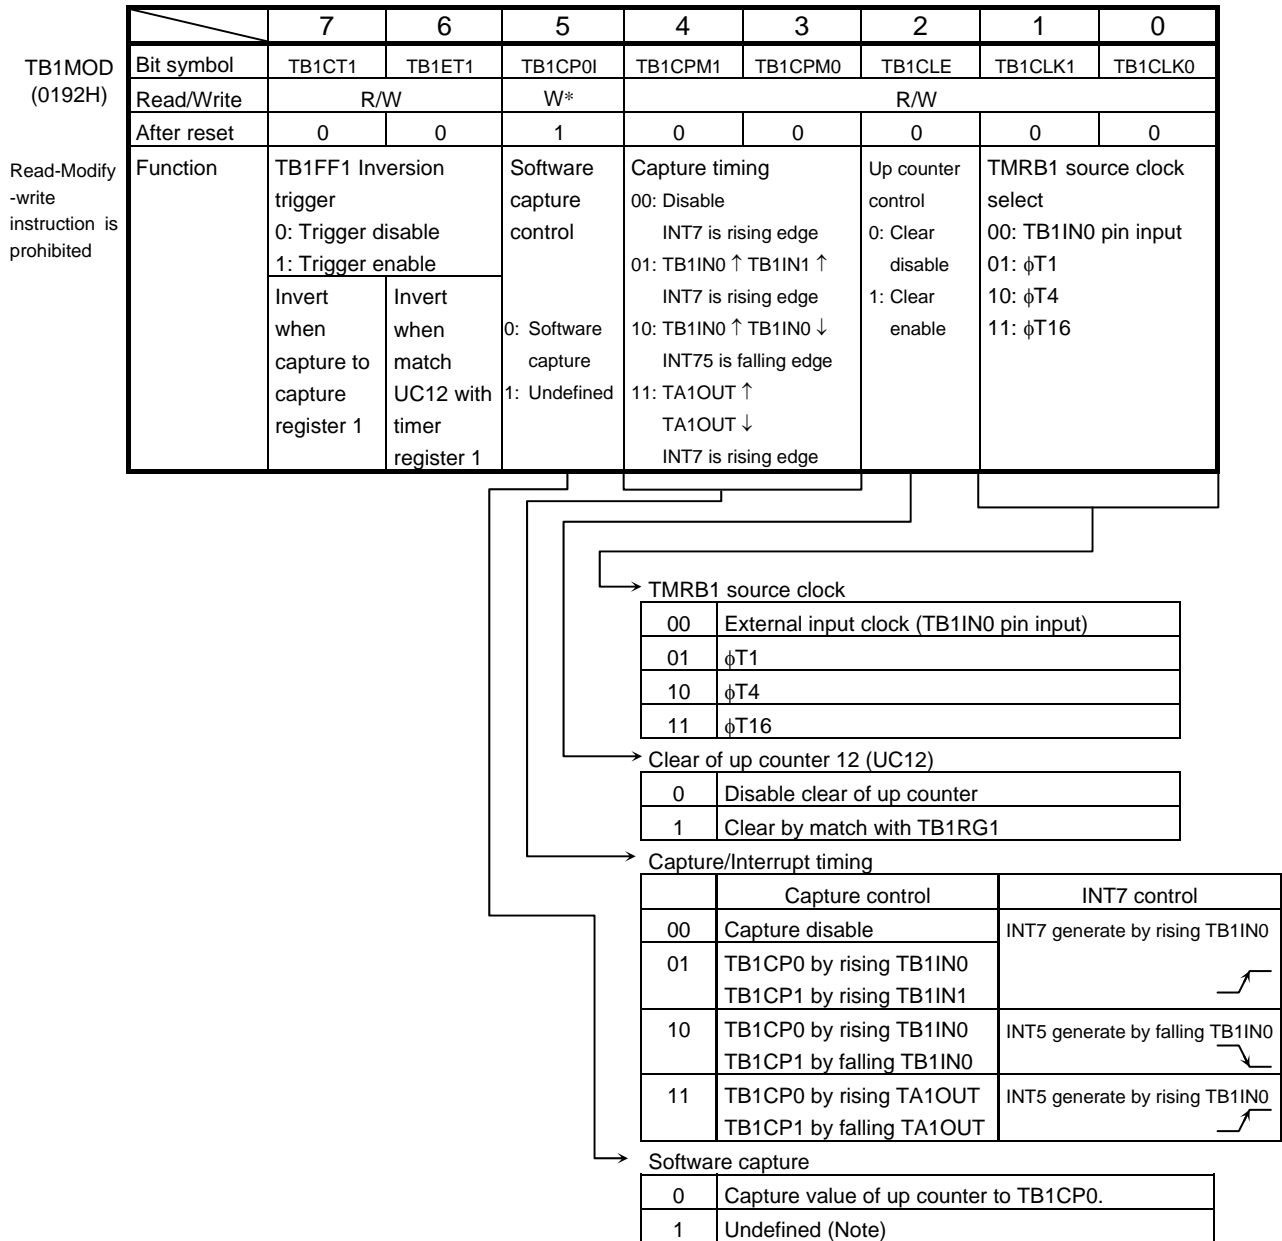 7 6 5 4 3 2 1 0
TB1MOD
(0192H)
Bit symbol TB1CT1 TB1ET1 TB1CP0I TB1CPM1 TB1CPM0 TB1CLE TB1CLK1 TB1CLK0
Read/Write R/W W* R/W
After reset 0 0 1 0 0 0 0 0
Read-Modify
-write
instruction is
prohibited
Function
TB1FF1 Inversion
trigger
0: Trigger disable
1: Trigger enable
Invert
when
capture to
capture
register 1
Invert
when
match
UC12 with
timer
register 1
Software
capture
control
0: Software
capture
1: Undefined
Capture timing
00: Disable
INT7 is rising edge
01: TB1IN0 ↑ TB1IN1 ↑
INT7 is rising edge
10: TB1IN0 ↑ TB1IN0 ↓
INT75 is falling edge
11: TA1OUT ↑
TA1OUT ↓
INT7 is rising edge
Up counter
control
0: Clear
disable
1: Clear
enable
TMRB1 source clock
select
00: TB1IN0 pin input
01: ϕT1
10: ϕT4
11: ϕT16
TMRB1 source clock
00 External input clock (TB1IN0 pin input)
01 ϕT1
10 ϕT4
11 ϕT16
Clear of up counter 12 (UC12)
0 Disable clear of up counter
1 Clear by match with TB1RG1
Capture/Interrupt timing
Capture control INT7 control
00 Capture disable INT7 generate by rising TB1IN0
01 TB1CP0 by rising TB1IN0
TB1CP1 by rising TB1IN1
10 TB1CP0 by rising TB1IN0 INT5 generate by falling TB1IN0
TB1CP1 by falling TB1IN0
11 TB1CP0 by rising TA1OUT INT5 generate by rising TB1IN0
TB1CP1 by falling TA1OUT
Software capture
0 Capture value of up counter to TB1CP0.
1 Undefined (Note)